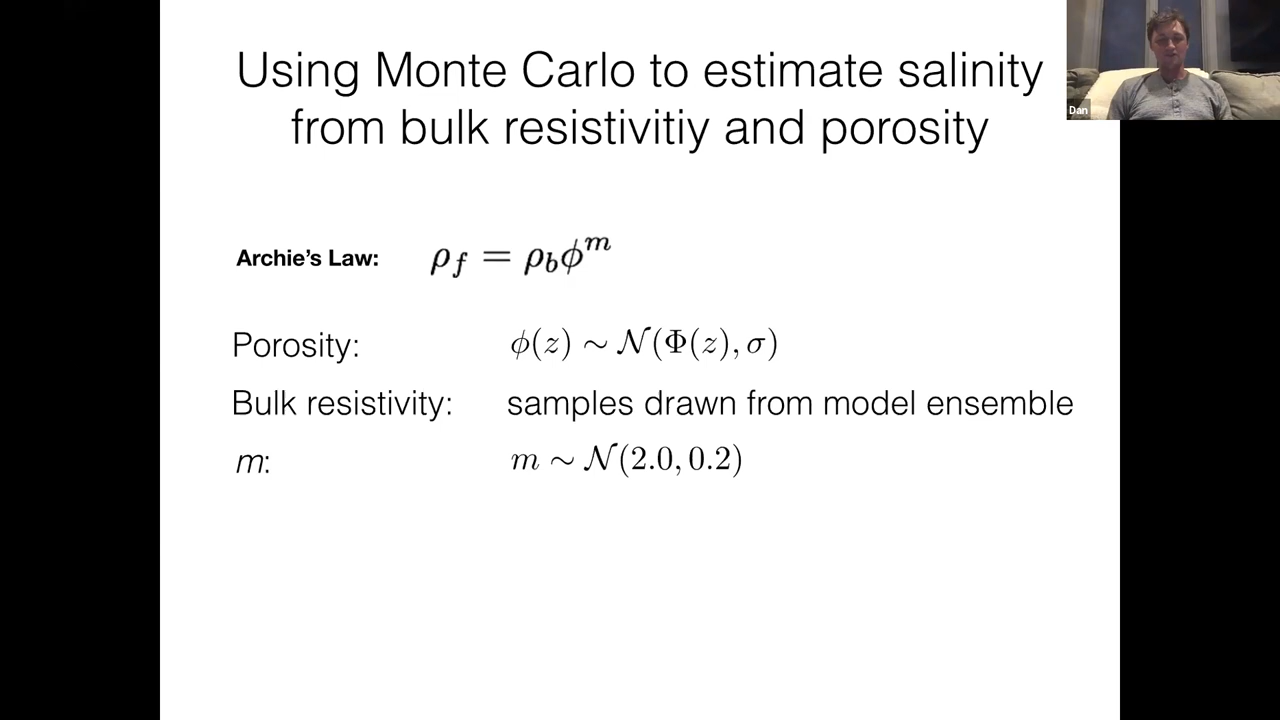 Using Monte Carlo to estimate salinity
from bulk resistivitiy and porosity
Dan
Archie's Law: ρ_f = ρ_b ϕ^m
Porosity: ϕ(z) ∼ 𝒩(Φ(z), σ)
Bulk resistivity: samples drawn from model ensemble
m: m ∼ 𝒩(2.0, 0.2)